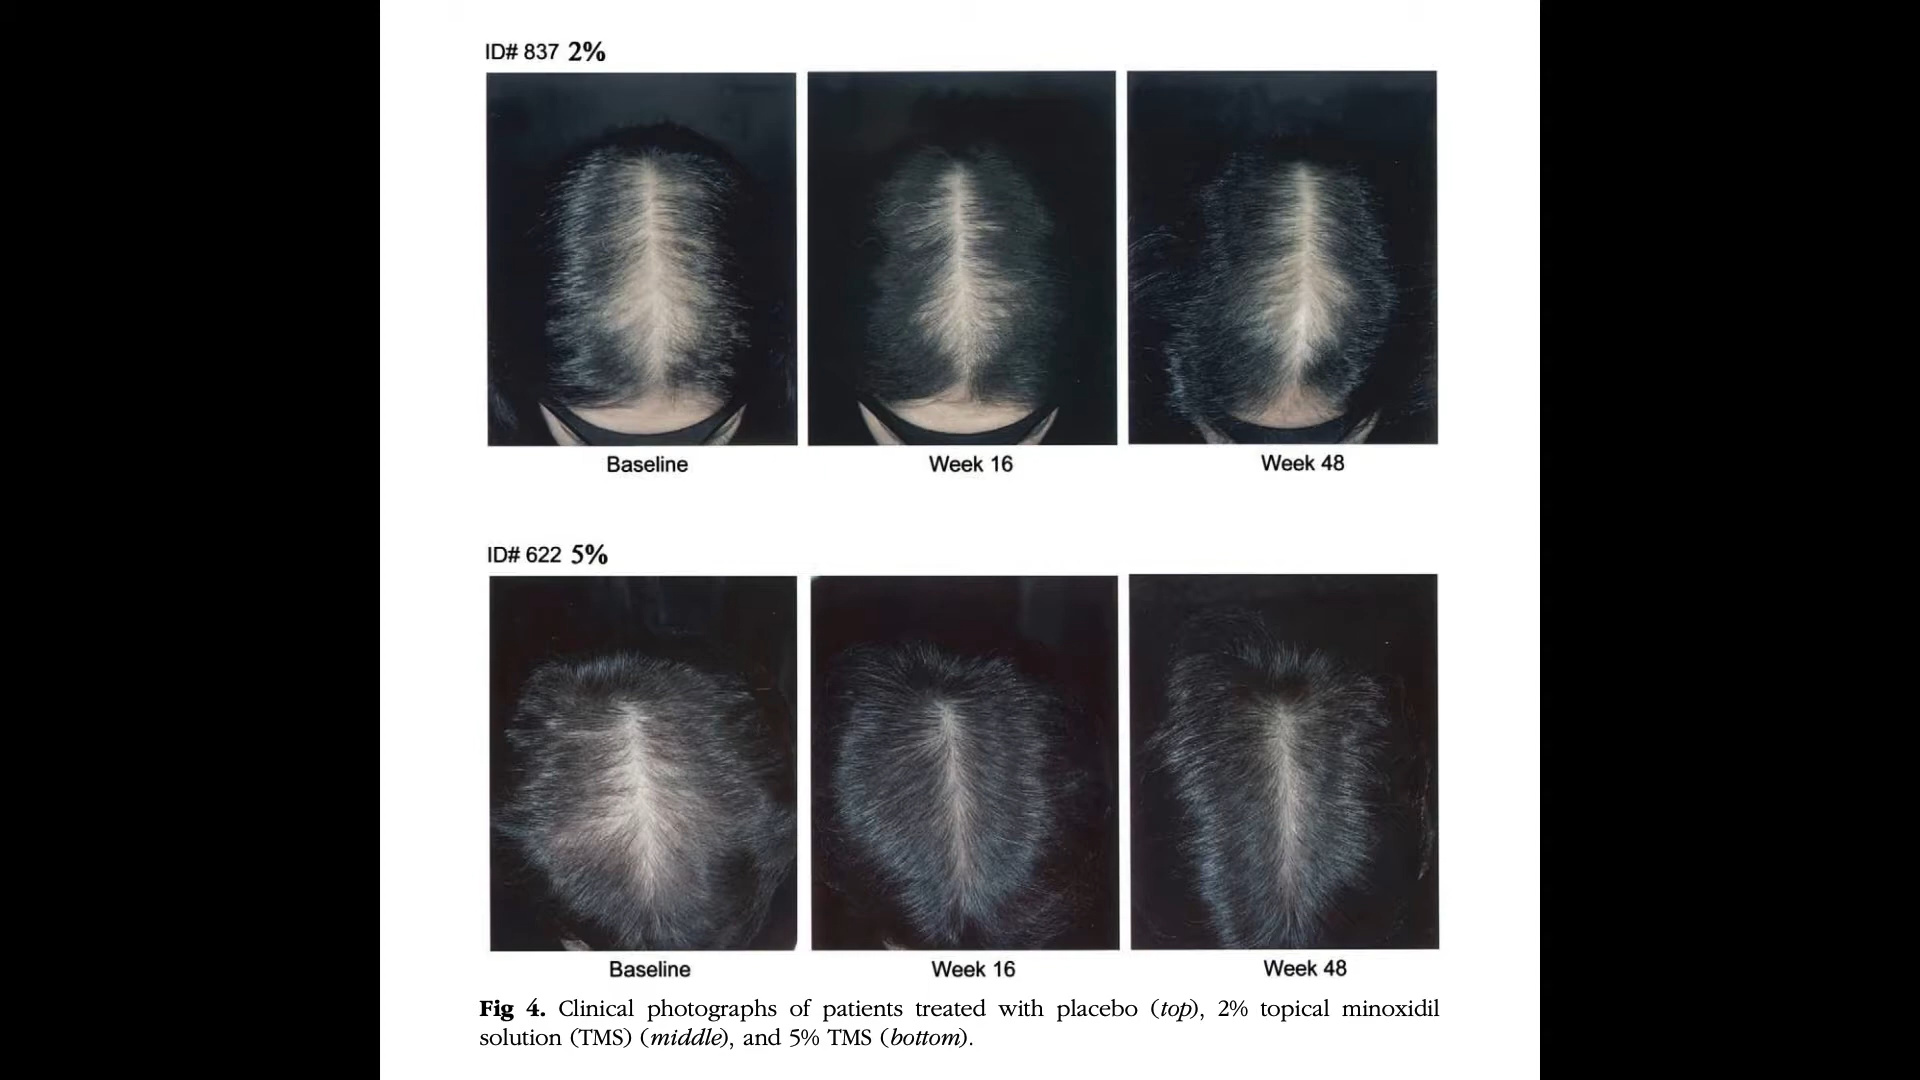 ID# 837 2%
Baseline
Week 16
Week 48
ID# 622 5%
Baseline
Week 16
Week 48
Fig 4. Clinical photographs of patients treated with placebo (top), 2% topical minoxidil
solution (TMS) (middle), and 5% TMS (bottom).